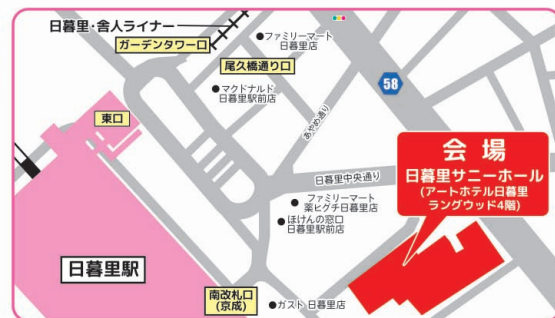 日暮里・舎人ライナー
ガーデンタワー口
ファミリーマート
日暮里店
尾久橋通り口
マクドナルド
日暮里駅前店
58
東口
あやめ通り
会場
日暮里サニーホール
(アートホテル日暮里
ラングウッド4階)
日暮里中央通り
ファミリーマート
薬ヒグチ日暮里店
ほけんの窓口
日暮里駅前店
日暮里駅
南改札口
(京成)
ガスト 日暮里店